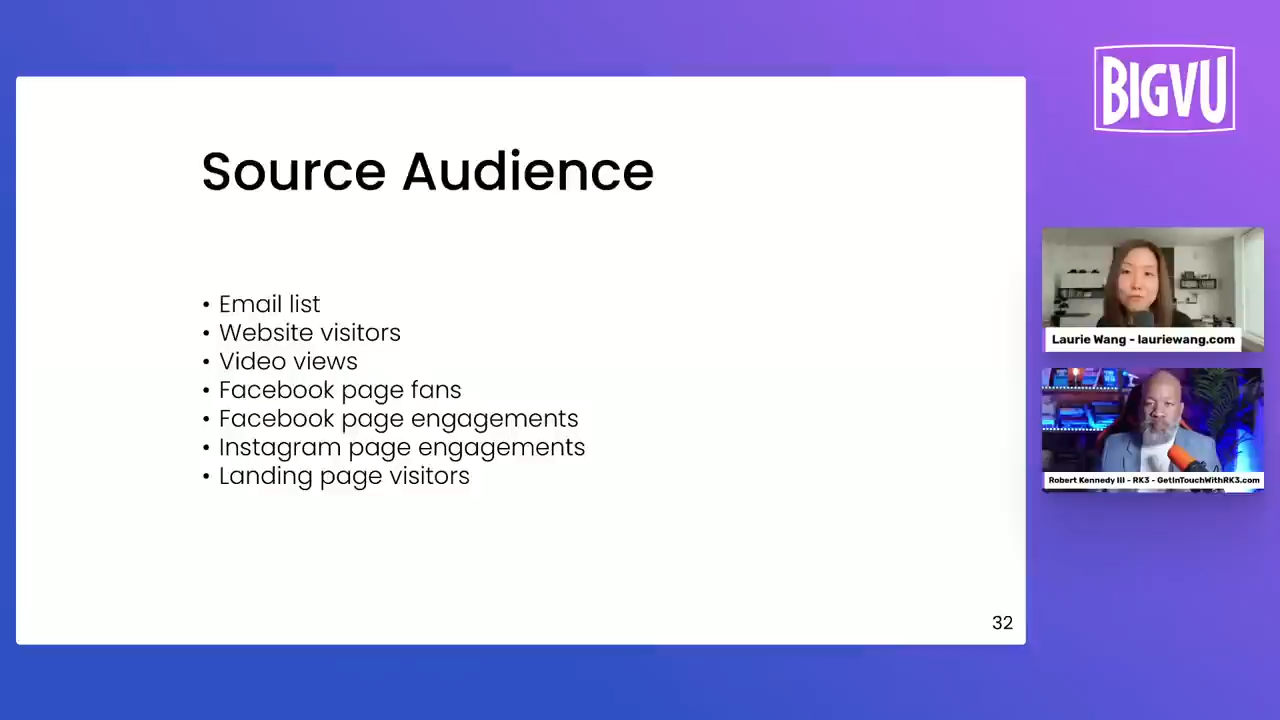 BIGVU
Source Audience
• Email list
• Website visitors
• Video views
• Facebook page fans
• Facebook page engagements
• Instagram page engagements
• Landing page visitors
32
Laurie Wang - lauriewang.com
Robert Kennedy III - RK3 - GetInTouchWithRK3.com